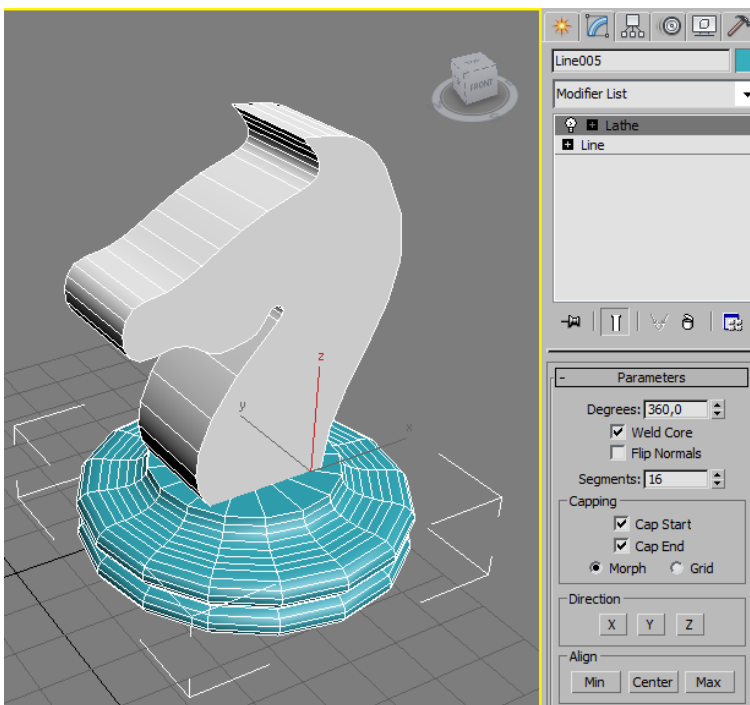 FRONT
z
y
x
Line005
Modifier List
Lathe
Line
- Parameters
Degrees: 360,0
Weld Core
Flip Normals
Segments: 16
Capping
Cap Start
Cap End
Morph Grid
Direction
X Y Z
Align
Min Center Max